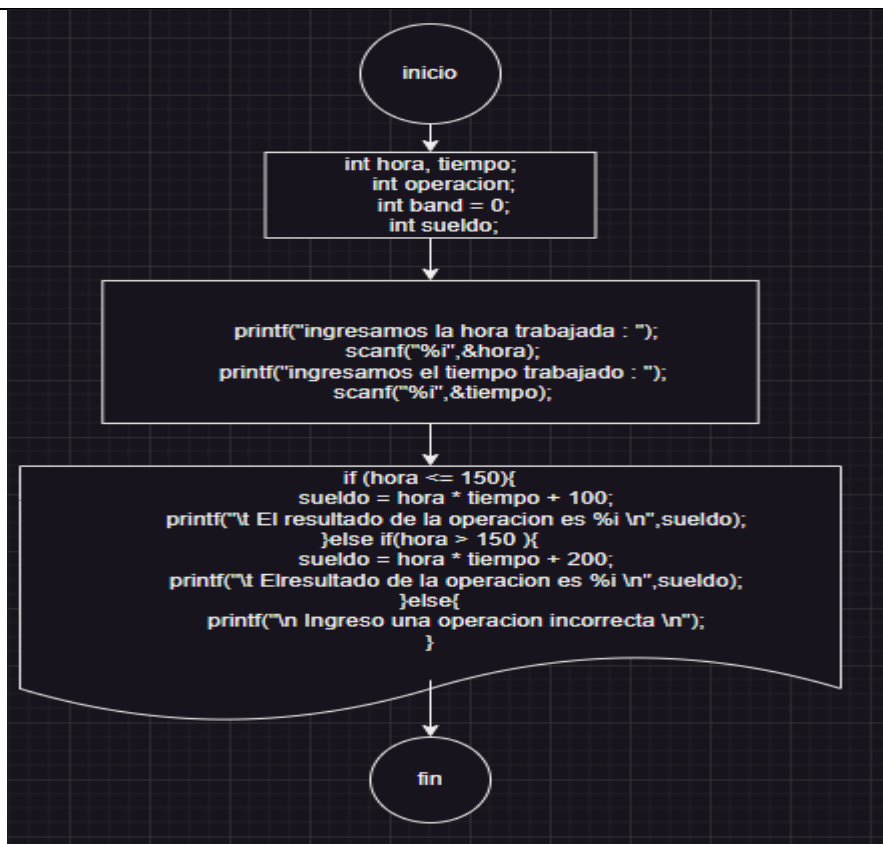 inicio
int hora, tiempo;
int operacion;
int band = 0;
int sueldo;
printf("ingresamos la hora trabajada : ");
scanf("%i",&hora);
printf("ingresamos el tiempo trabajado : ");
scanf("%i",&tiempo);
if (hora <= 150){
sueldo = hora * tiempo + 100;
printf("\t El resultado de la operacion es %i \n",sueldo);
}else if(hora > 150 ){
sueldo = hora * tiempo + 200;
printf("\t Elresultado de la operacion es %i \n",sueldo);
}else{
printf("\n Ingreso una operacion incorrecta \n");
}
fin